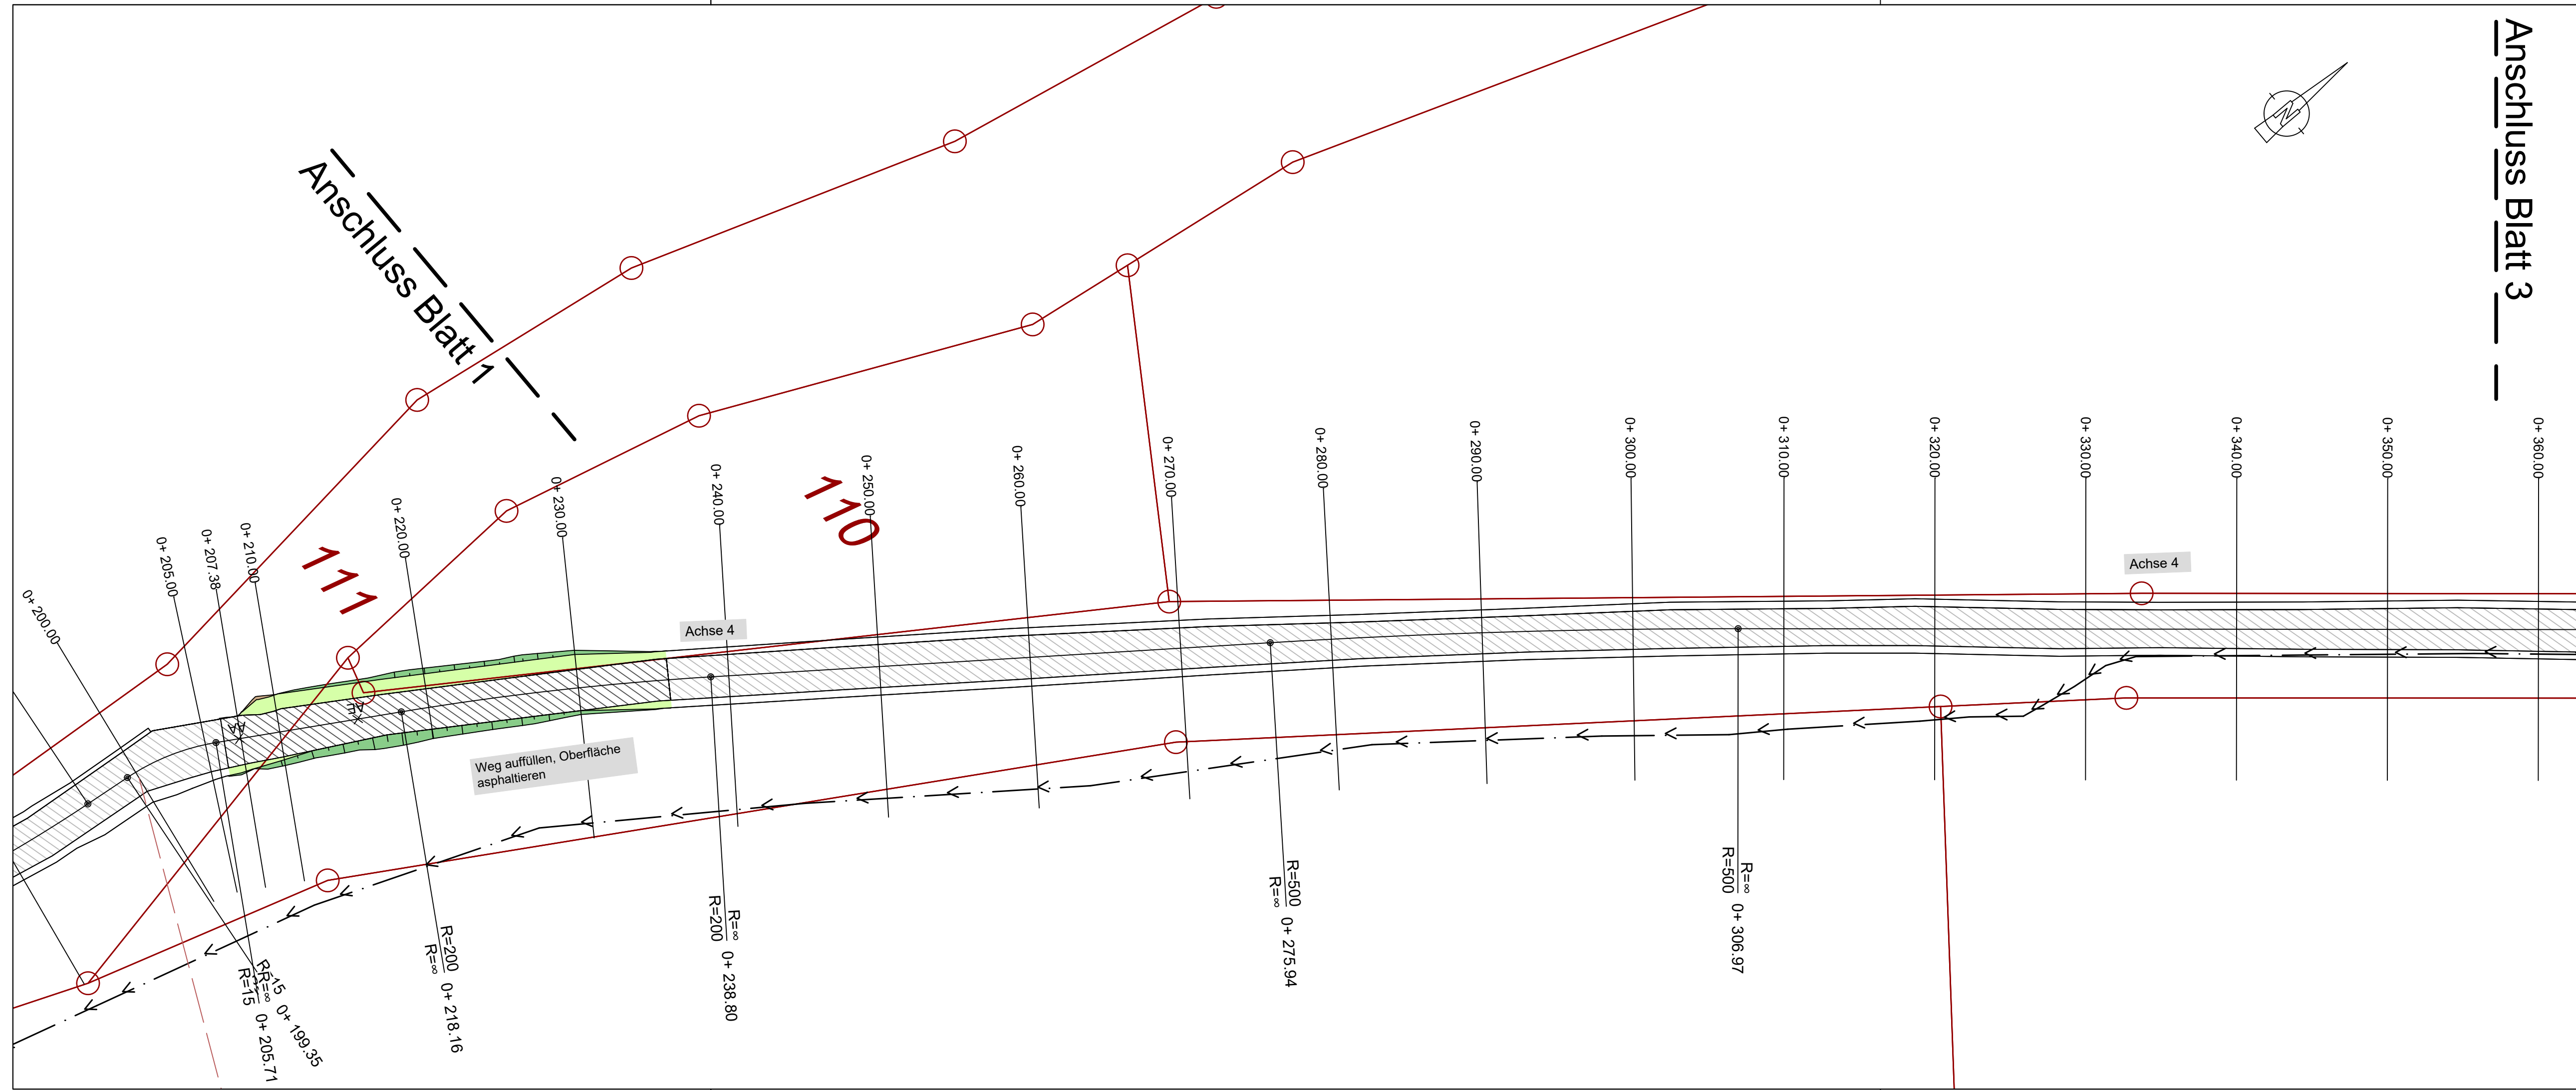 Anschluss Blatt 1
Anschluss Blatt 3
N
111
110
0+ 200.00
0+ 205.00
0+ 207.38
0+ 210.00
0+ 220.00
0+ 230.00
0+ 240.00
0+ 250.00
0+ 260.00
0+ 270.00
0+ 280.00
0+ 290.00
0+ 300.00
0+ 310.00
0+ 320.00
0+ 330.00
0+ 340.00
0+ 350.00
0+ 360.00
Achse 4
Achse 4
AA
AE
Weg auffüllen, Oberfläche
asphaltieren
R=15
R=∞
0+ 199.35
R=15
0+ 205.71
R=200
R=∞
0+ 218.16
R=∞
R=200
0+ 238.80
R=500
R=∞
0+ 275.94
R=∞
R=500
0+ 306.97